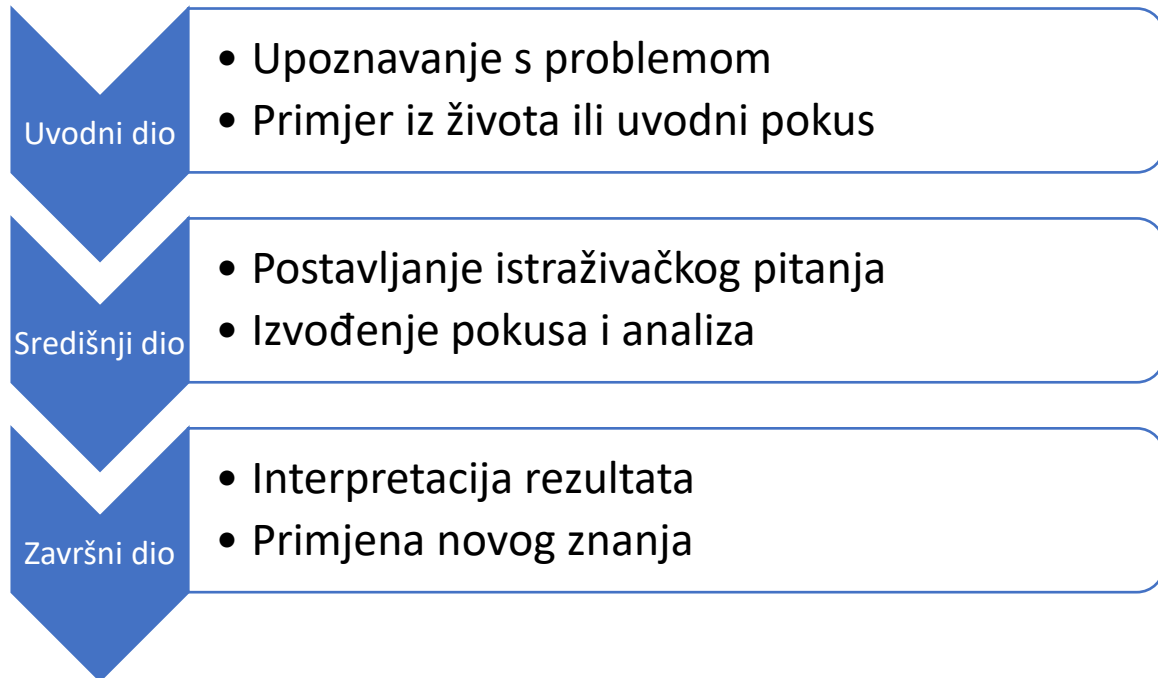 Uvodni dio
• Upoznavanje s problemom
• Primjer iz života ili uvodni pokus
Središnji dio
• Postavljanje istraživačkog pitanja
• Izvođenje pokusa i analiza
Završni dio
• Interpretacija rezultata
• Primjena novog znanja